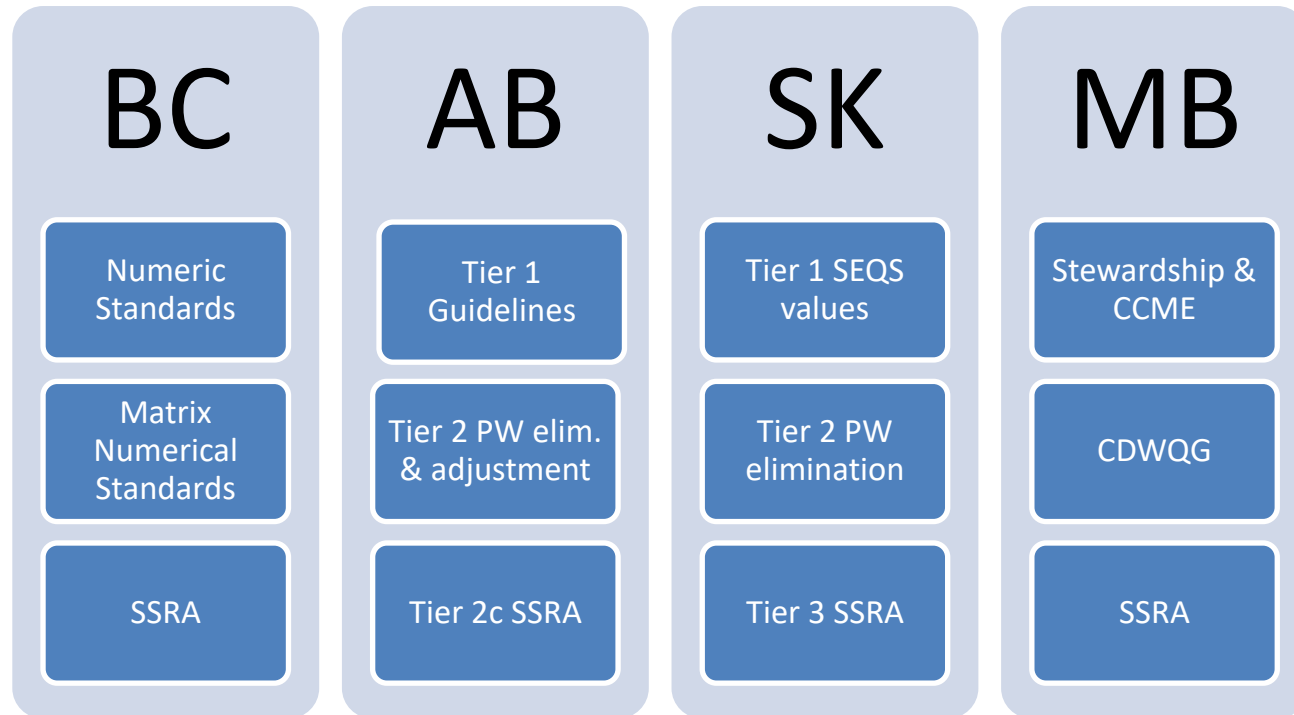 BC
Numeric
Standards
Matrix
Numerical
Standards
SSRA
AB
Tier 1
Guidelines
Tier 2 PW elim.
& adjustment
Tier 2c SSRA
SK
Tier 1 SEQS
values
Tier 2 PW
elimination
Tier 3 SSRA
MB
Stewardship &
CCME
CDWQG
SSRA